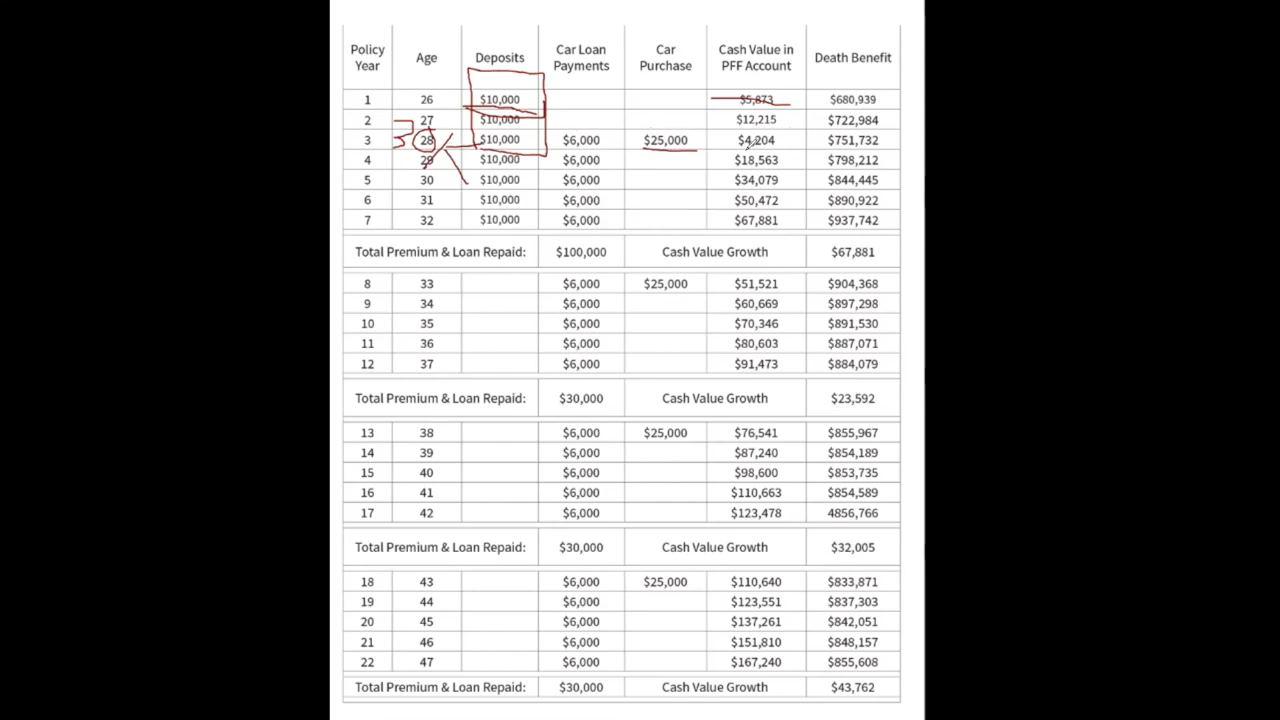 Policy Year Age Deposits Car Loan Payments Car Purchase Cash Value in PFF Account Death Benefit
1 26 $10,000 $5,873 $680,939
2 27 $10,000 $12,215 $722,984
3 28 $10,000 $6,000 $25,000 $4,204 $751,732
4 29 $10,000 $6,000 $18,563 $798,212
5 30 $10,000 $6,000 $34,079 $844,445
6 31 $10,000 $6,000 $50,472 $890,922
7 32 $10,000 $6,000 $67,881 $937,742
Total Premium & Loan Repaid: $100,000 Cash Value Growth $67,881
8 33 $6,000 $25,000 $51,521 $904,368
9 34 $6,000 $60,669 $897,298
10 35 $6,000 $70,346 $891,530
11 36 $6,000 $80,603 $887,071
12 37 $6,000 $91,473 $884,079
Total Premium & Loan Repaid: $30,000 Cash Value Growth $23,592
13 38 $6,000 $25,000 $76,541 $855,967
14 39 $6,000 $87,240 $854,189
15 40 $6,000 $98,600 $853,735
16 41 $6,000 $110,663 $854,589
17 42 $6,000 $123,478 4856,766
Total Premium & Loan Repaid: $30,000 Cash Value Growth $32,005
18 43 $6,000 $25,000 $110,640 $833,871
19 44 $6,000 $123,551 $837,303
20 45 $6,000 $137,261 $842,051
21 46 $6,000 $151,810 $848,157
22 47 $6,000 $167,240 $855,608
Total Premium & Loan Repaid: $30,000 Cash Value Growth $43,762